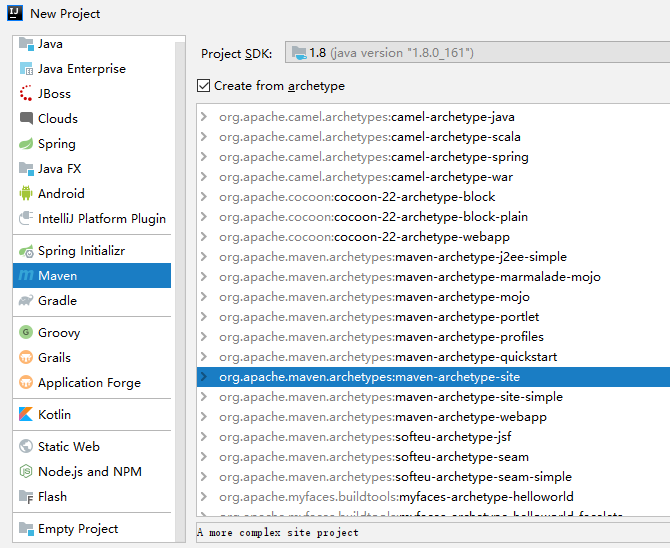 New Project
Java
Java Enterprise
JBoss
Clouds
Spring
Java FX
Android
IntelliJ Platform Plugin
Spring Initializr
Maven
Gradle
Groovy
Grails
Application Forge
Kotlin
Static Web
Node.js and NPM
Flash
Empty Project
Project SDK: 1.8 (java version "1.8.0_161")
Create from archetype
org.apache.camel.archetypes:camel-archetype-java
org.apache.camel.archetypes:camel-archetype-scala
org.apache.camel.archetypes:camel-archetype-spring
org.apache.camel.archetypes:camel-archetype-war
org.apache.cocoon:cocoon-22-archetype-block
org.apache.cocoon:cocoon-22-archetype-block-plain
org.apache.cocoon:cocoon-22-archetype-webapp
org.apache.maven.archetypes:maven-archetype-j2ee-simple
org.apache.maven.archetypes:maven-archetype-marmalade-mojo
org.apache.maven.archetypes:maven-archetype-mojo
org.apache.maven.archetypes:maven-archetype-portlet
org.apache.maven.archetypes:maven-archetype-profiles
org.apache.maven.archetypes:maven-archetype-quickstart
org.apache.maven.archetypes:maven-archetype-site
org.apache.maven.archetypes:maven-archetype-site-simple
org.apache.maven.archetypes:maven-archetype-webapp
org.apache.maven.archetypes:softeu-archetype-jsf
org.apache.maven.archetypes:softeu-archetype-seam
org.apache.maven.archetypes:softeu-archetype-seam-simple
org.apache.myfaces.buildtools:myfaces-archetype-helloworld
org.apache.myfaces.buildtools:myfaces-archetype-helloworld-facelets
A more complex site project